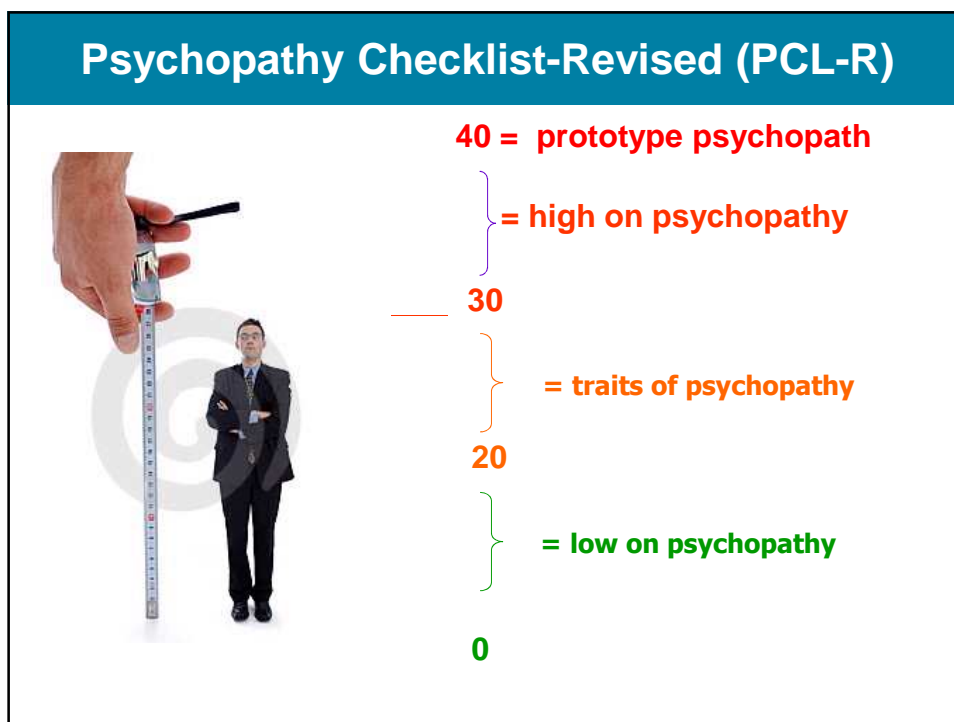 Psychopathy Checklist-Revised (PCL-R)
40 = prototype psychopath
= high on psychopathy
30
= traits of psychopathy
20
= low on psychopathy
0